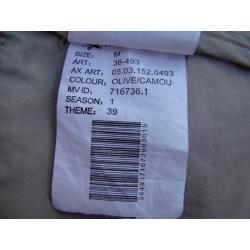 SIZE: M
ART: 36-493
AX ART: 05.03.152.0493
COLOUR: OLIVE/CAMOU
MV ID: 716736.1
SEASON: 1
THEME: 39
3649371673603015